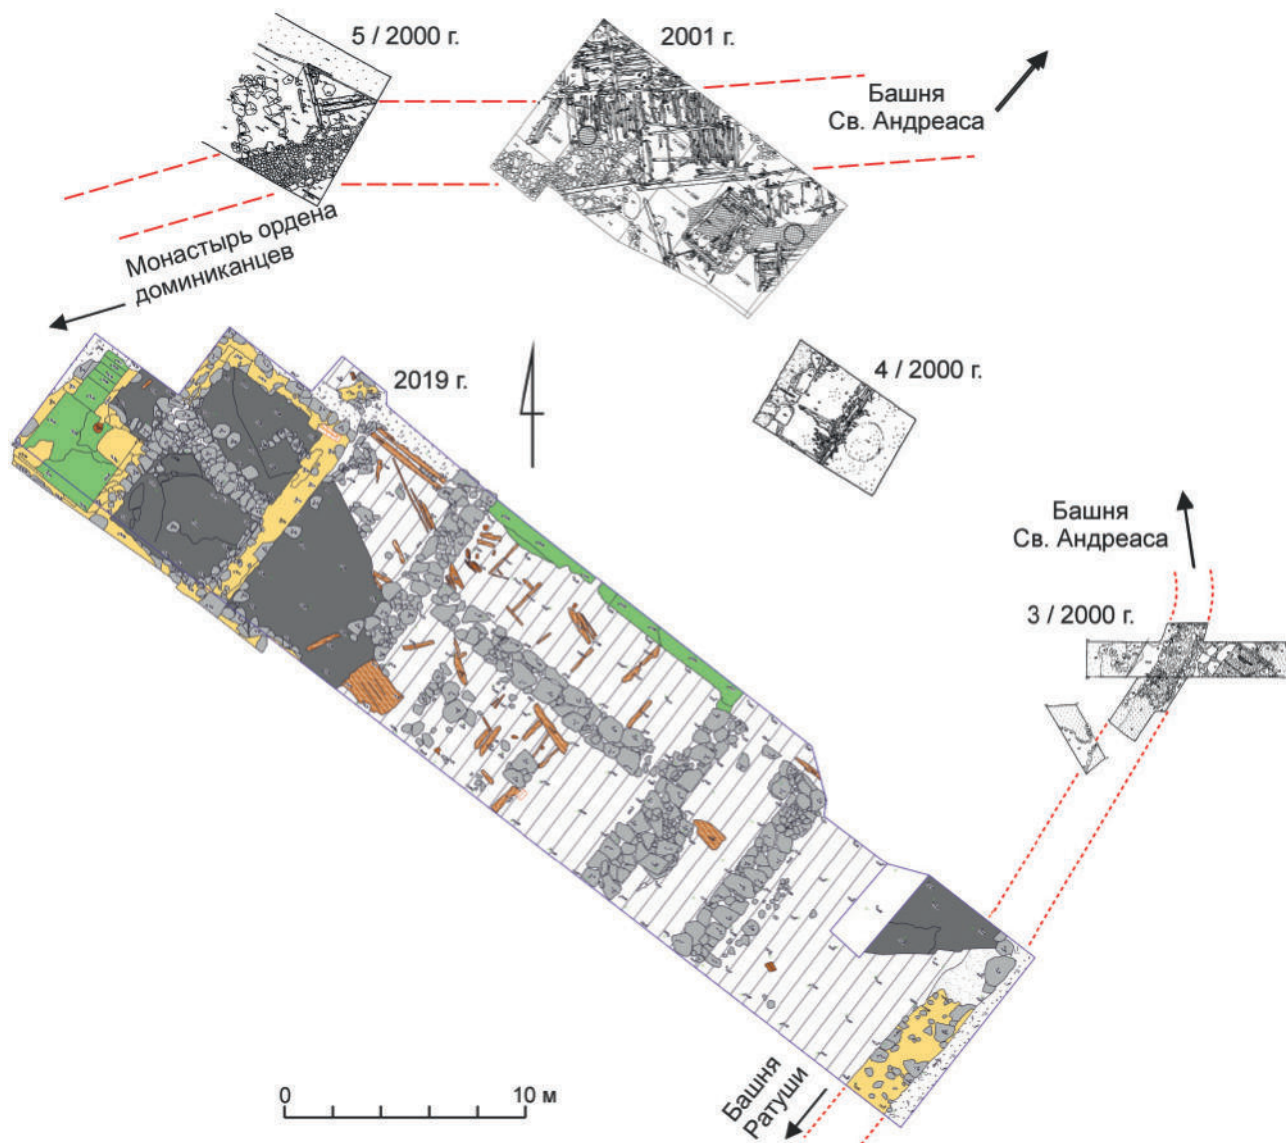 5 / 2000 г.
2001 г.
Башня
Св. Андреаса
Монастырь ордена
доминиканцев
2019 г.
4 / 2000 г.
Башня
Св. Андреаса
3 / 2000 г.
Башня
Ратуши
0
10 м